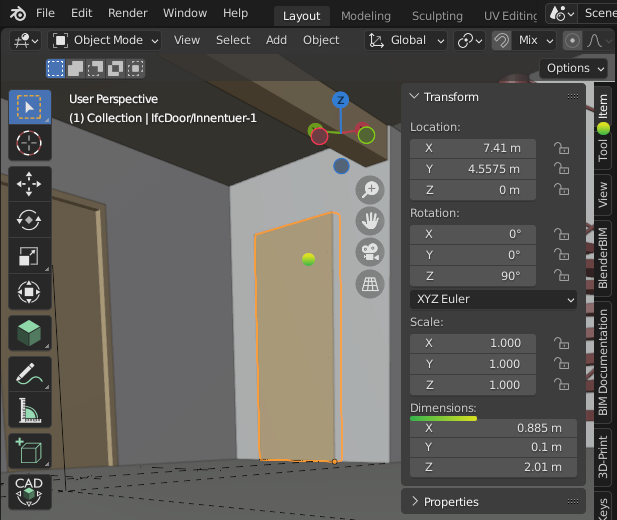 File Edit Render Window Help Layout Modeling Sculpting UV Editing Scene
Object Mode View Select Add Object Global Mix
Options
User Perspective
(1) Collection | IfcDoor/Innentuer-1
Z
Transform
Location:
X 7.41 m
Y 4.5575 m
Z 0 m
Rotation:
X 0°
Y 0°
Z 90°
XYZ Euler
Scale:
X 1.000
Y 1.000
Z 1.000
Dimensions:
X 0.885 m
Y 0.1 m
Z 2.01 m
Properties
Item
Tool
View
BlenderBIM
BIM Documentation
3D-Print
Keys
CAD